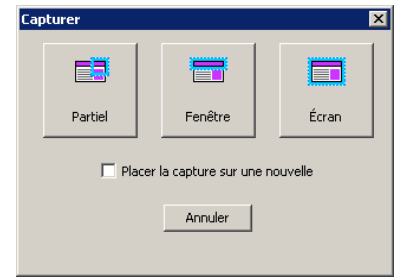 Capturer
Partiel Fenêtre Écran
Placer la capture sur une nouvelle
Annuler